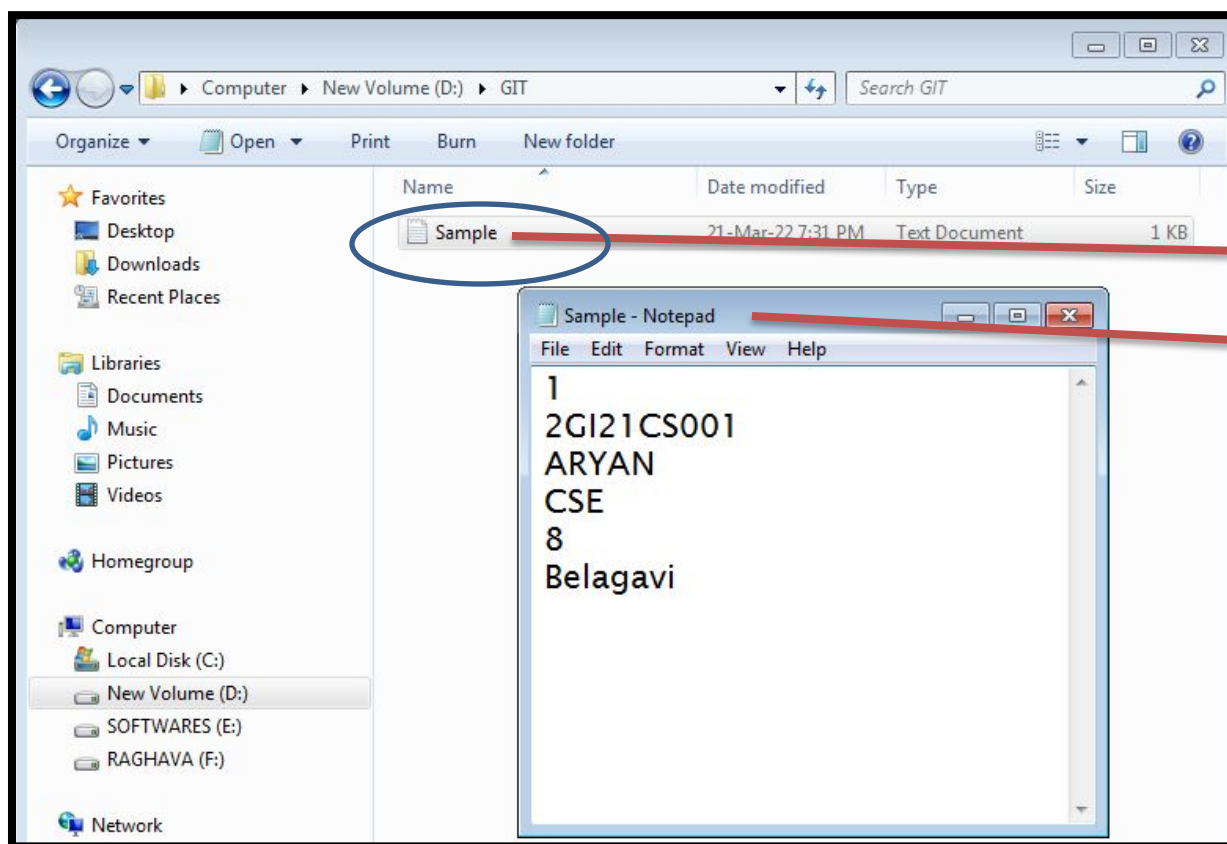 Computer New Volume (D:) GIT
Search GIT
Organize Open Print Burn New folder
Name Date modified Type Size
Sample 21-Mar-22 7:31 PM Text Document 1 KB
Favorites
Desktop
Downloads
Recent Places
Libraries
Documents
Music
Pictures
Videos
Homegroup
Computer
Local Disk (C:)
New Volume (D:)
SOFTWARES (E:)
RAGHAVA (F:)
Network
Sample - Notepad
File Edit Format View Help
1
2GI21CS001
ARYAN
CSE
8
Belagavi